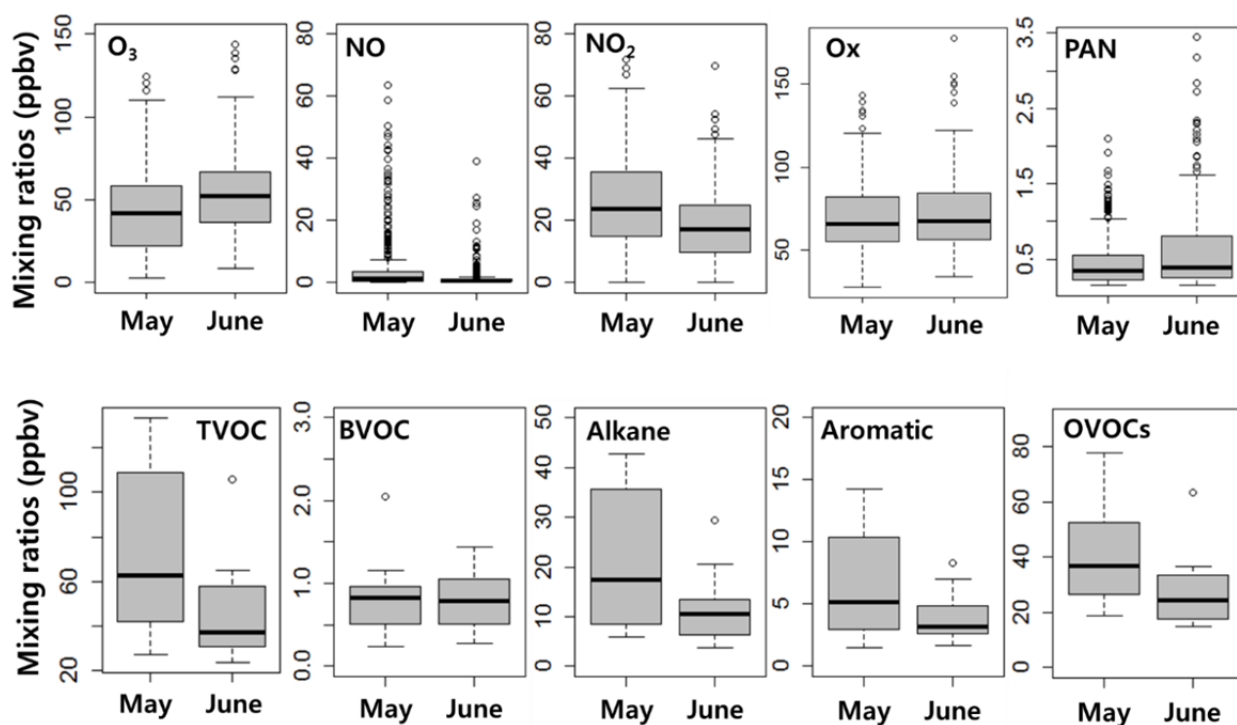 Mixing ratios (ppbv)
O3
150
100
50
0
May June
NO
80
60
40
20
0
May June
NO2
80
60
40
20
0
May June
Ox
150
100
50
May June
PAN
3.5
2.5
1.5
0.5
May June
Mixing ratios (ppbv)
TVOC
100
60
20
May June
BVOC
3.0
2.0
1.0
0.0
May June
Alkane
50
40
30
20
10
0
May June
Aromatic
20
15
10
5
0
May June
OVOCs
80
60
40
20
0
May June